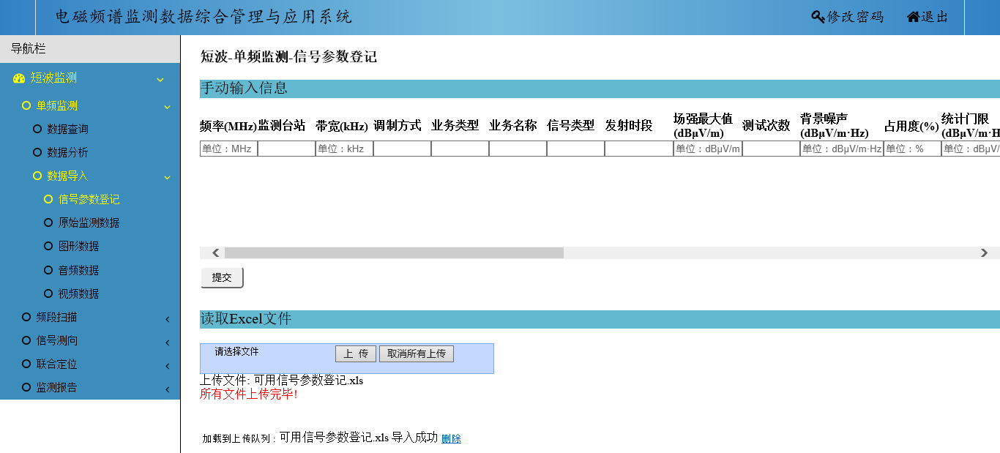 电磁频谱监测数据综合管理与应用系统 修改密码 退出
导航栏
短波监测
单频监测
数据查询
数据分析
数据导入
信号参数登记
原始监测数据
图形数据
音频数据
视频数据
频段扫描
信号测向
联合定位
监测报告
短波-单频监测-信号参数登记
手动输入信息
频率(MHz) 监测台站 带宽(kHz) 调制方式 业务类型 业务名称 信号类型 发射时段 场强最大值(dBμV/m) 测试次数 背景噪声(dBμV/m·Hz) 占用度(%) 统计门限(dBμV/m·H
单位：MHz 单位：kHz 单位：dBμV/m 单位：dBμV/m·Hz 单位：% 单位：dBμV/
提交
读取Excel文件
请选择文件 上 传 取消所有上传
上传文件: 可用信号参数登记.xls
所有文件上传完毕!
加载到上传队列 : 可用信号参数登记.xls 导入成功 删除